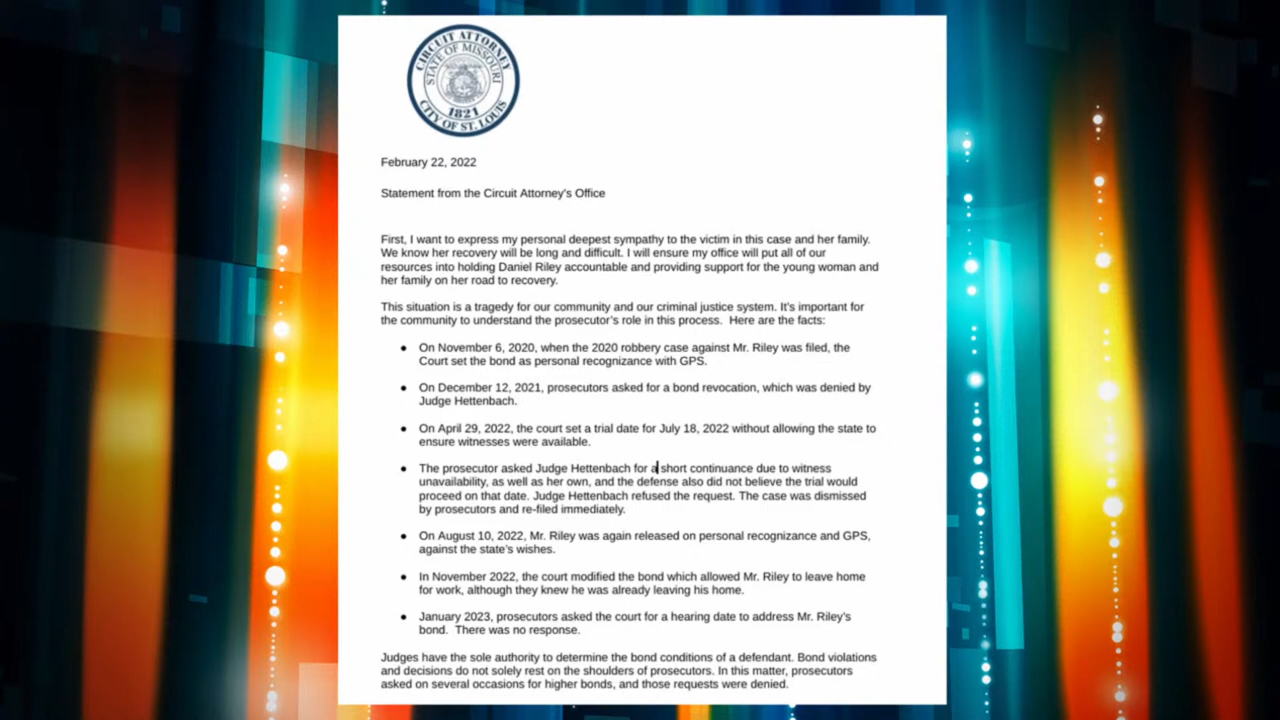 CIRCUIT ATTORNEY
STATE OF MISSOURI
1821
CITY OF ST. LOUIS
February 22, 2022
Statement from the Circuit Attorney's Office
First, I want to express my personal deepest sympathy to the victim in this case and her family.
We know her recovery will be long and difficult. I will ensure my office will put all of our
resources into holding Daniel Riley accountable and providing support for the young woman and
her family on her road to recovery.
This situation is a tragedy for our community and our criminal justice system. It's important for
the community to understand the prosecutor's role in this process.  Here are the facts:
● On November 6, 2020, when the 2020 robbery case against Mr. Riley was filed, the
Court set the bond as personal recognizance with GPS.
● On December 12, 2021, prosecutors asked for a bond revocation, which was denied by
Judge Hettenbach.
● On April 29, 2022, the court set a trial date for July 18, 2022 without allowing the state to
ensure witnesses were available.
● The prosecutor asked Judge Hettenbach for a short continuance due to witness
unavailability, as well as her own, and the defense also did not believe the trial would
proceed on that date. Judge Hettenbach refused the request. The case was dismissed
by prosecutors and re-filed immediately.
● On August 10, 2022, Mr. Riley was again released on personal recognizance and GPS,
against the state's wishes.
● In November 2022, the court modified the bond which allowed Mr. Riley to leave home
for work, although they knew he was already leaving his home.
● January 2023, prosecutors asked the court for a hearing date to address Mr. Riley's
bond.  There was no response.
Judges have the sole authority to determine the bond conditions of a defendant. Bond violations
and decisions do not solely rest on the shoulders of prosecutors. In this matter, prosecutors
asked on several occasions for higher bonds, and those requests were denied.